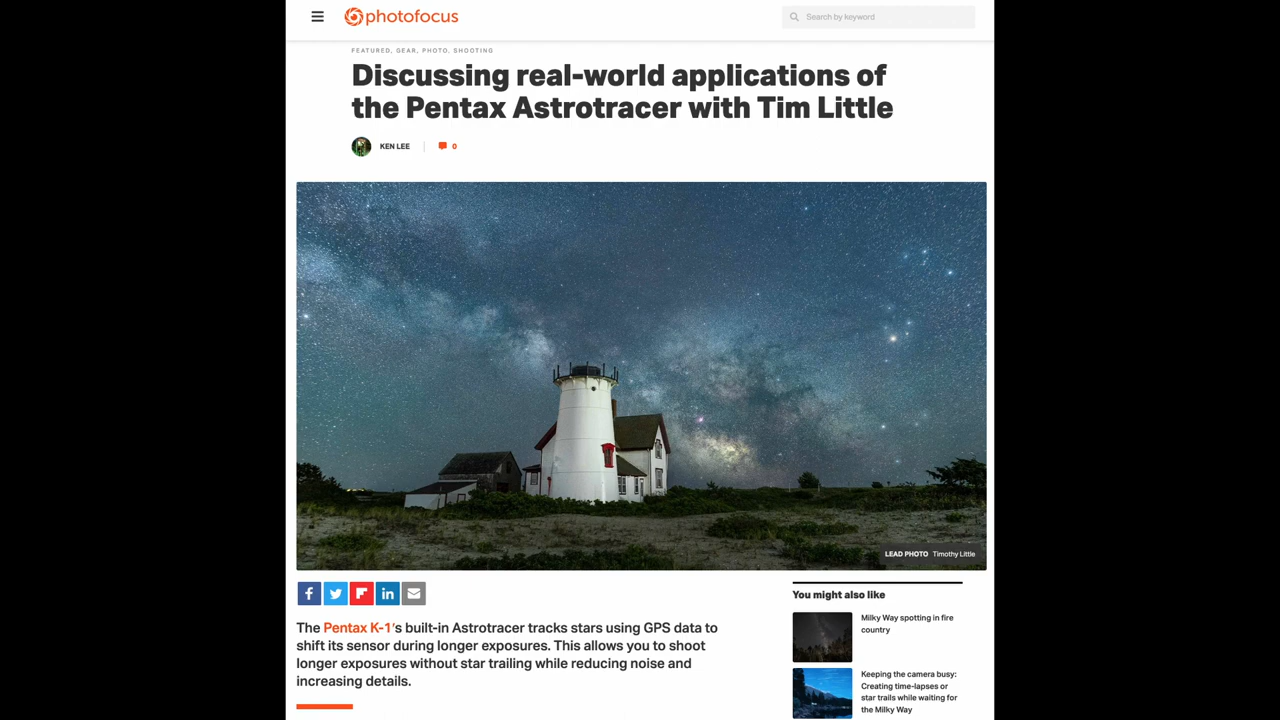 photofocus
Search by keyword
FEATURED, GEAR, PHOTO, SHOOTING
Discussing real-world applications of
the Pentax Astrotracer with Tim Little
KEN LEE
0
LEAD PHOTO Timothy Little
f
in
You might also like
The Pentax K-1's built-in Astrotracer tracks stars using GPS data to
shift its sensor during longer exposures. This allows you to shoot
longer exposures without star trailing while reducing noise and
increasing details.
Milky Way spotting in fire
country
Keeping the camera busy:
Creating time-lapses or
star trails while waiting for
the Milky Way